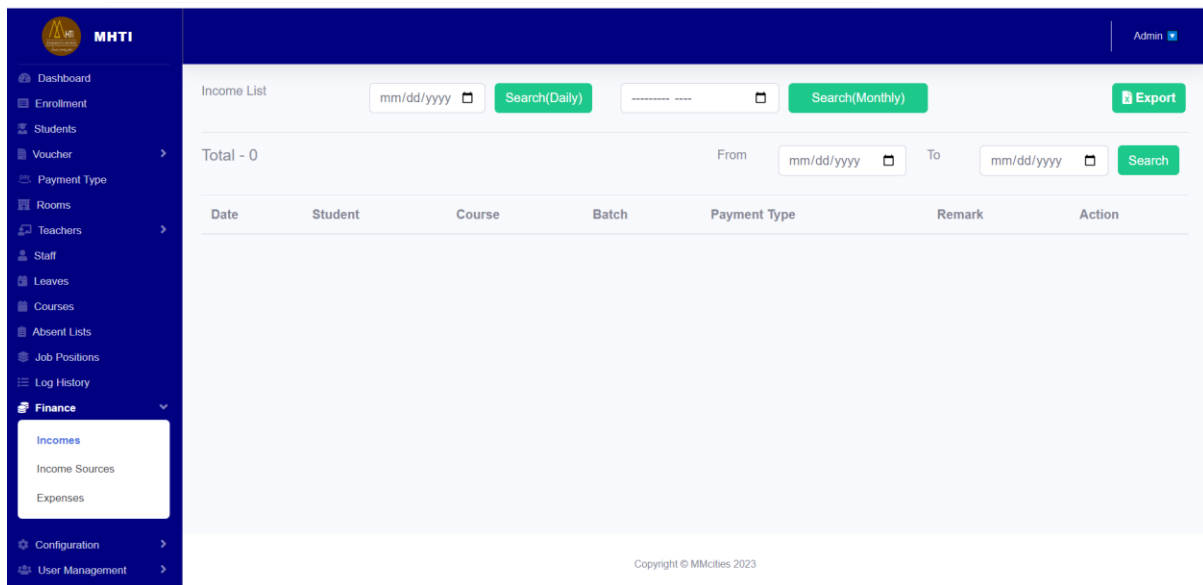 MHTI
Admin
Dashboard
Enrollment
Students
Voucher
Payment Type
Rooms
Teachers
Staff
Leaves
Courses
Absent Lists
Job Positions
Log History
Finance
Incomes
Income Sources
Expenses
Configuration
User Management
Income List
mm/dd/yyyy
Search(Daily)
--------- ----
Search(Monthly)
Export
Total - 0
From
mm/dd/yyyy
To
mm/dd/yyyy
Search
Date Student Course Batch Payment Type Remark Action
Copyright © MMcities 2023